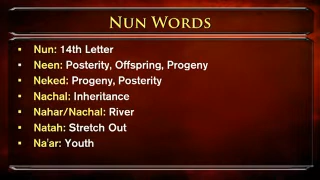 Nun Words
• Nun: 14th Letter
• Neen: Posterity, Offspring, Progeny
• Neked: Progeny, Posterity
• Nachal: Inheritance
• Nahar/Nachal: River
• Natah: Stretch Out
• Na'ar: Youth